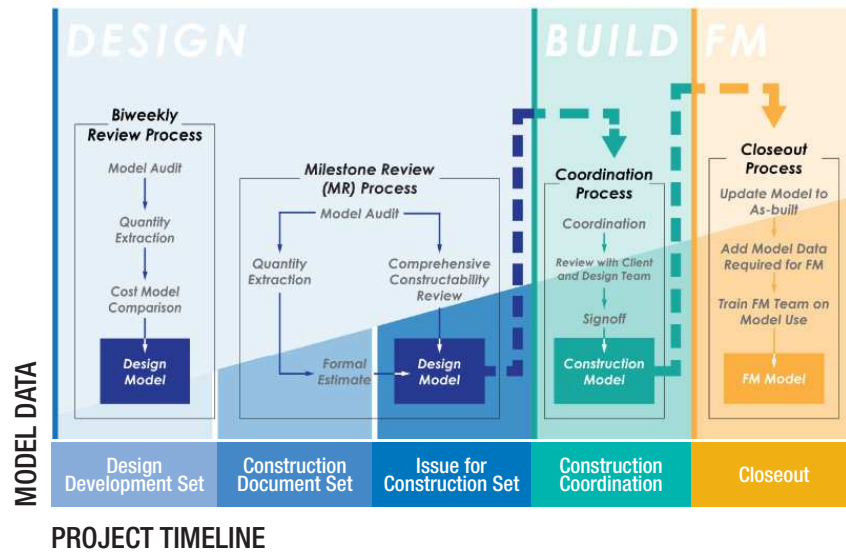 DESIGN
BUILD
FM
Biweekly
Review Process
Model Audit
Quantity
Extraction
Cost Model
Comparison
Design
Model
Milestone Review
(MR) Process
Model Audit
Quantity
Extraction
Comprehensive
Constructability
Review
Formal
Estimate
Design
Model
Coordination
Process
Coordination
Review with Client
and Design Team
Signoff
Construction
Model
Closeout
Process
Update Model to
As-built
Add Model Data
Required for FM
Train FM Team on
Model Use
FM Model
MODEL DATA
Design
Development Set
Construction
Document Set
Issue for
Construction Set
Construction
Coordination
Closeout
PROJECT TIMELINE